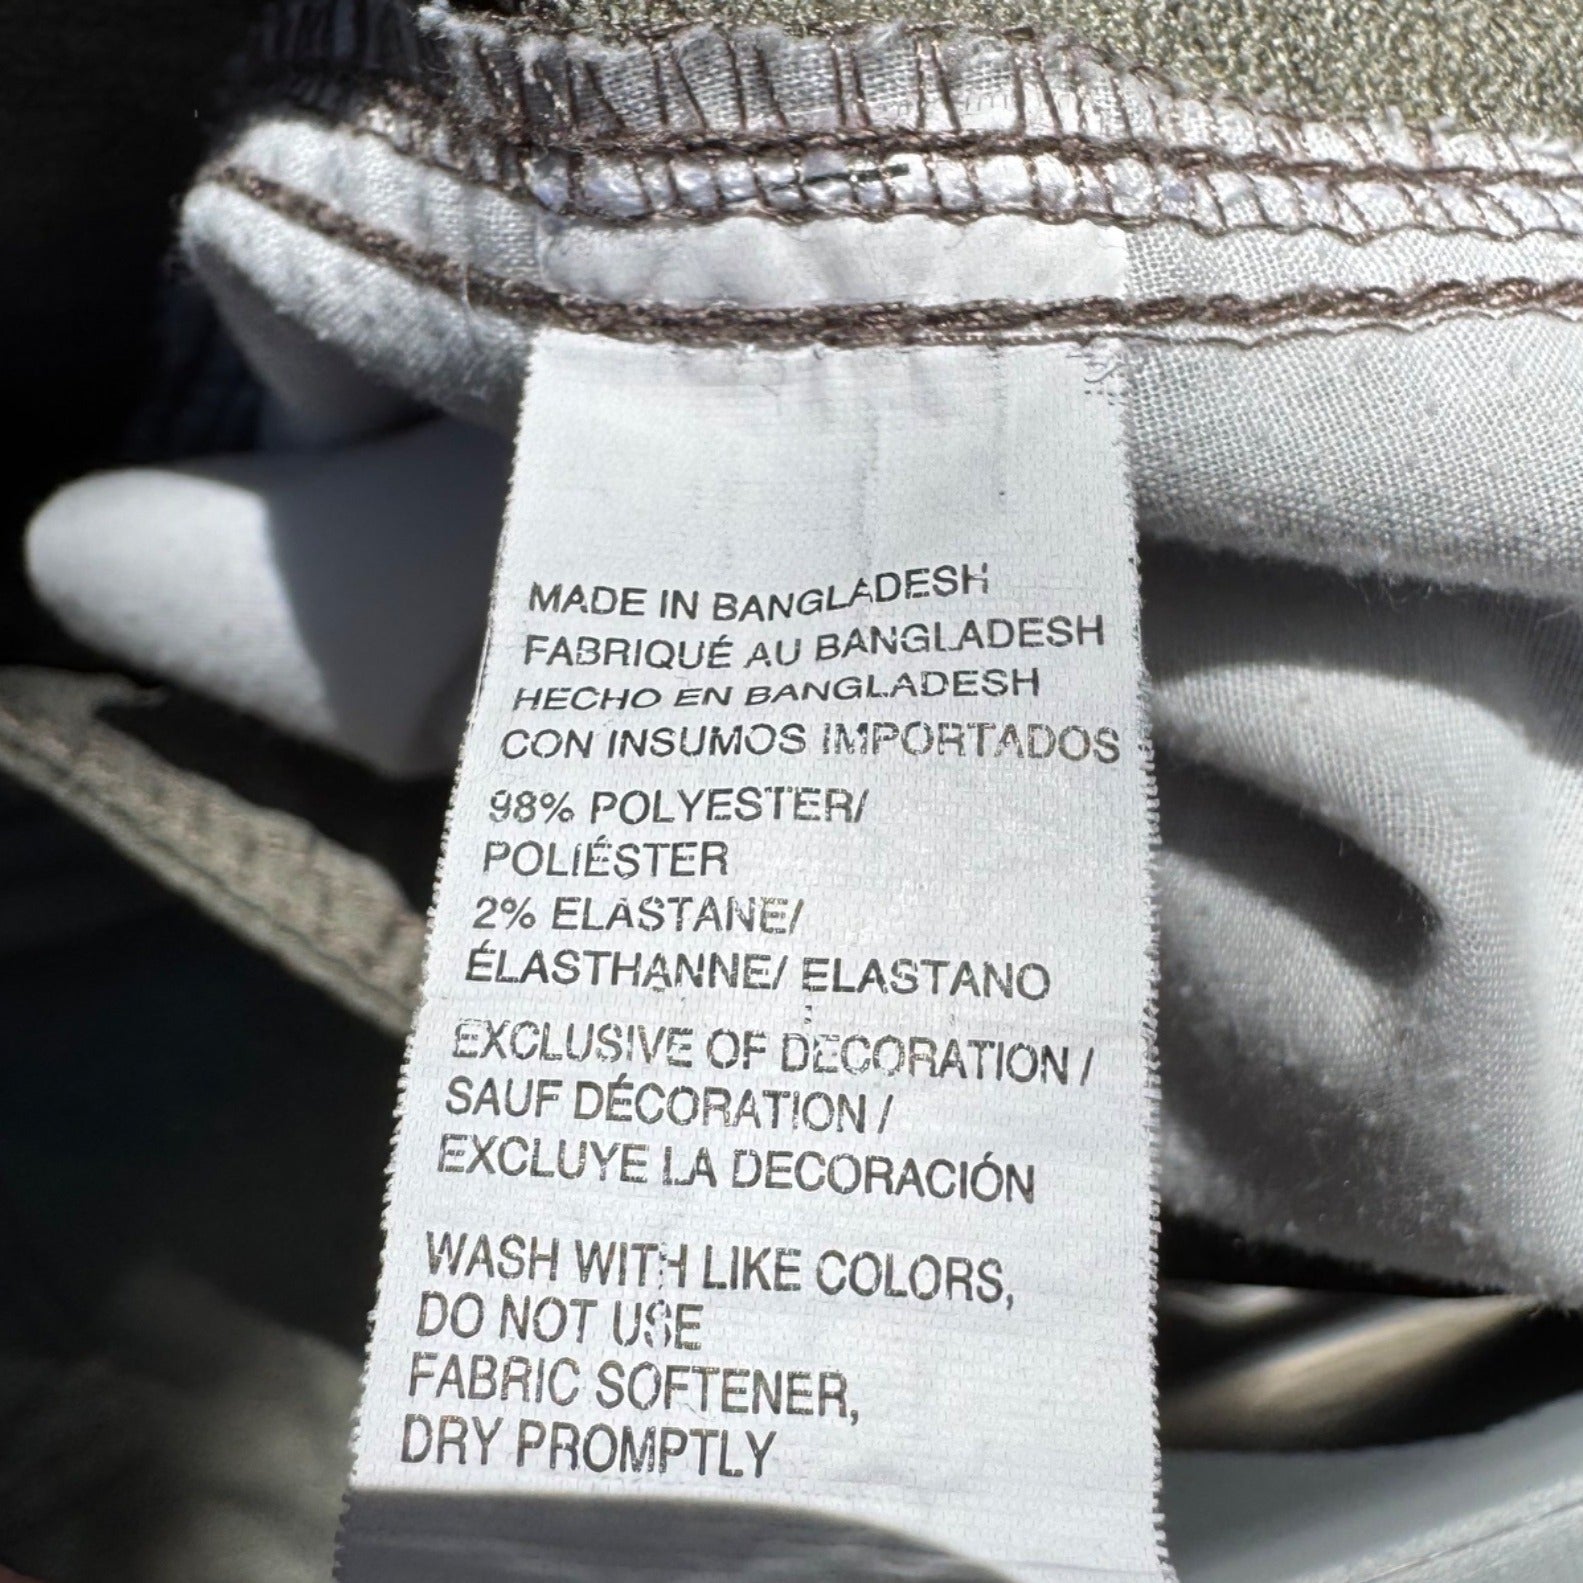 MADE IN BANGLADESH
FABRIQUÉ AU BANGLADESH
HECHO EN BANGLADESH
CON INSUMOS IMPORTADOS
98% POLYESTER/
POLIÉSTER
2% ELASTANE/
ÉLASTHANNE/ ELASTANO
EXCLUSIVE OF DECORATION /
SAUF DÉCORATION /
EXCLUYE LA DECORACIÓN
WASH WITH LIKE COLORS,
DO NOT USE
FABRIC SOFTENER,
DRY PROMPTLY